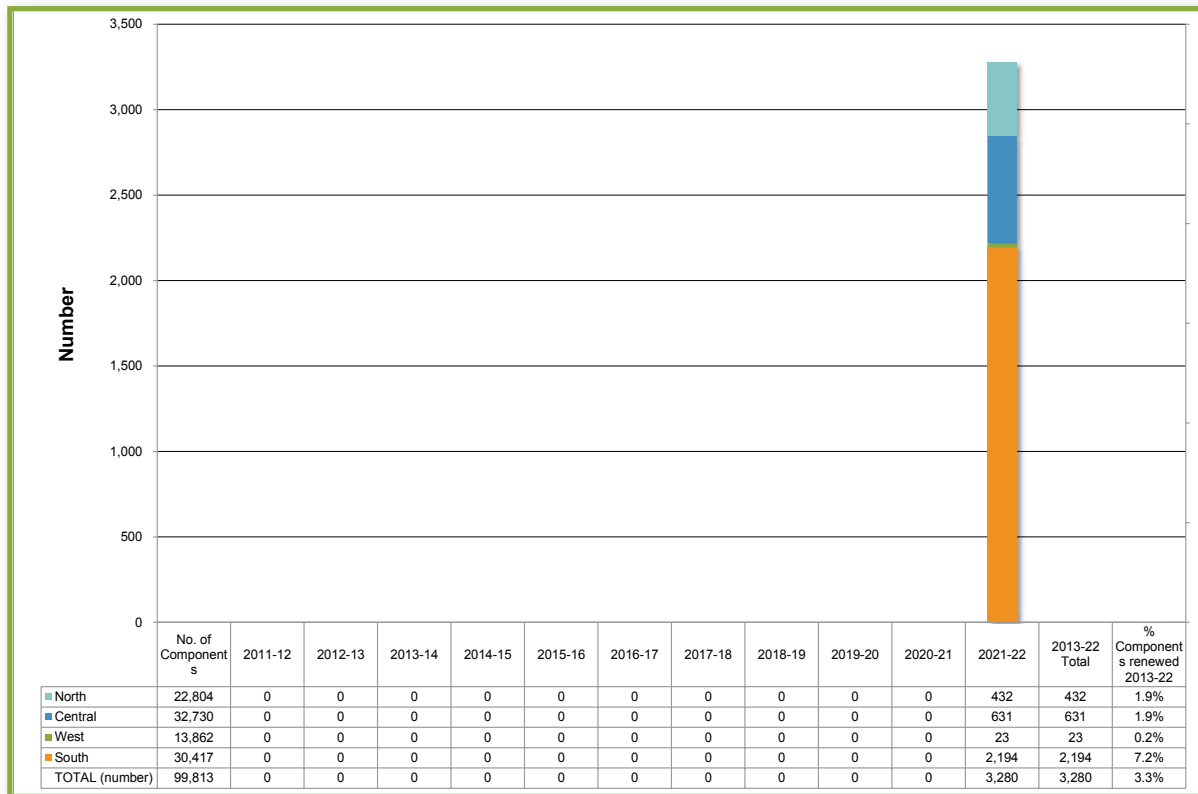 3,500
3,000
2,500
2,000
1,500
1,000
500
0
Number
No. of Component s 2011-12 2012-13 2013-14 2014-15 2015-16 2016-17 2017-18 2018-19 2019-20 2020-21 2021-22 2013-22 Total % Component s renewed 2013-22
North 22,804 0 0 0 0 0 0 0 0 0 0 432 432 1.9%
Central 32,730 0 0 0 0 0 0 0 0 0 0 631 631 1.9%
West 13,862 0 0 0 0 0 0 0 0 0 0 23 23 0.2%
South 30,417 0 0 0 0 0 0 0 0 0 0 2,194 2,194 7.2%
TOTAL (number) 99,813 0 0 0 0 0 0 0 0 0 0 3,280 3,280 3.3%